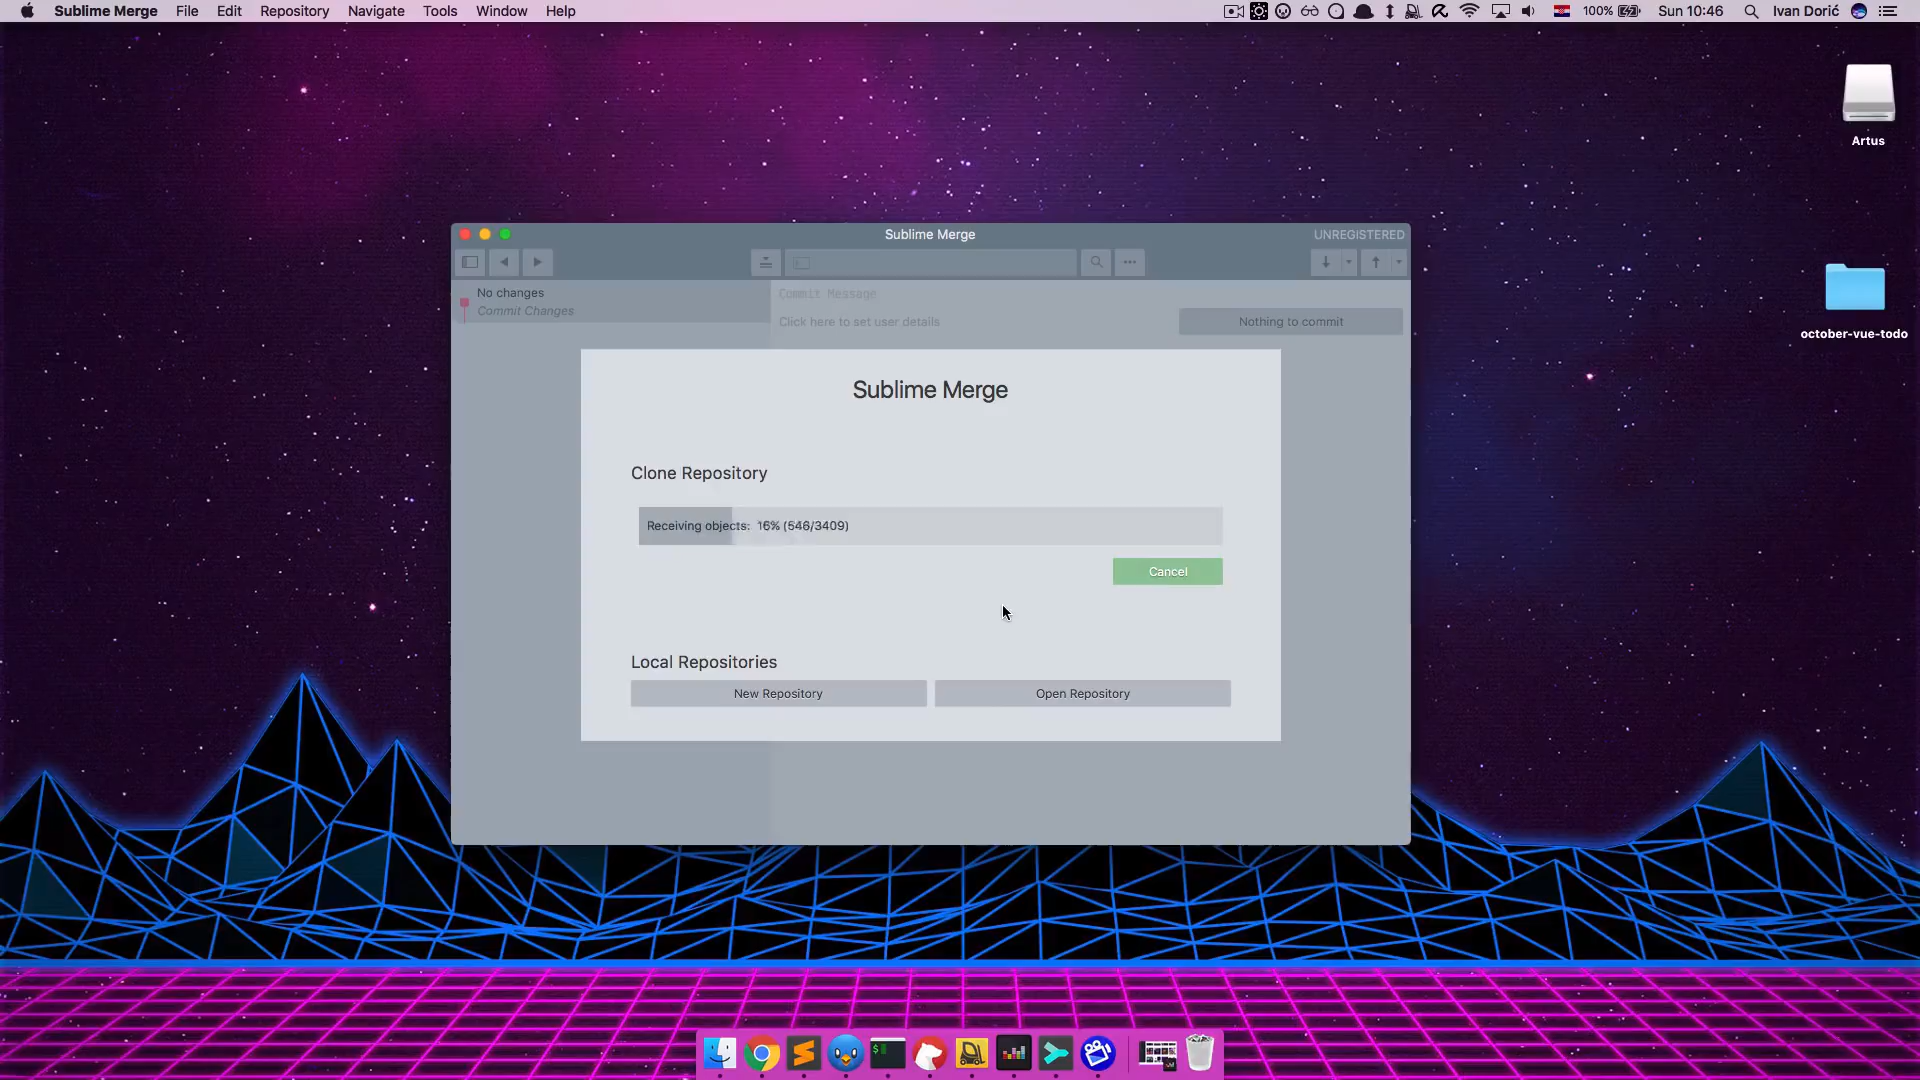 Sublime Merge File Edit Repository Navigate Tools Window Help 100% Sun 10:46 Ivan Dorić
Artus
october-vue-todo
Sublime Merge UNREGISTERED
No changes
Commit Changes
Commit Message
Click here to set user details
Nothing to commit
Sublime Merge
Clone Repository
Receiving objects: 16% (546/3409)
Cancel
Local Repositories
New Repository Open Repository